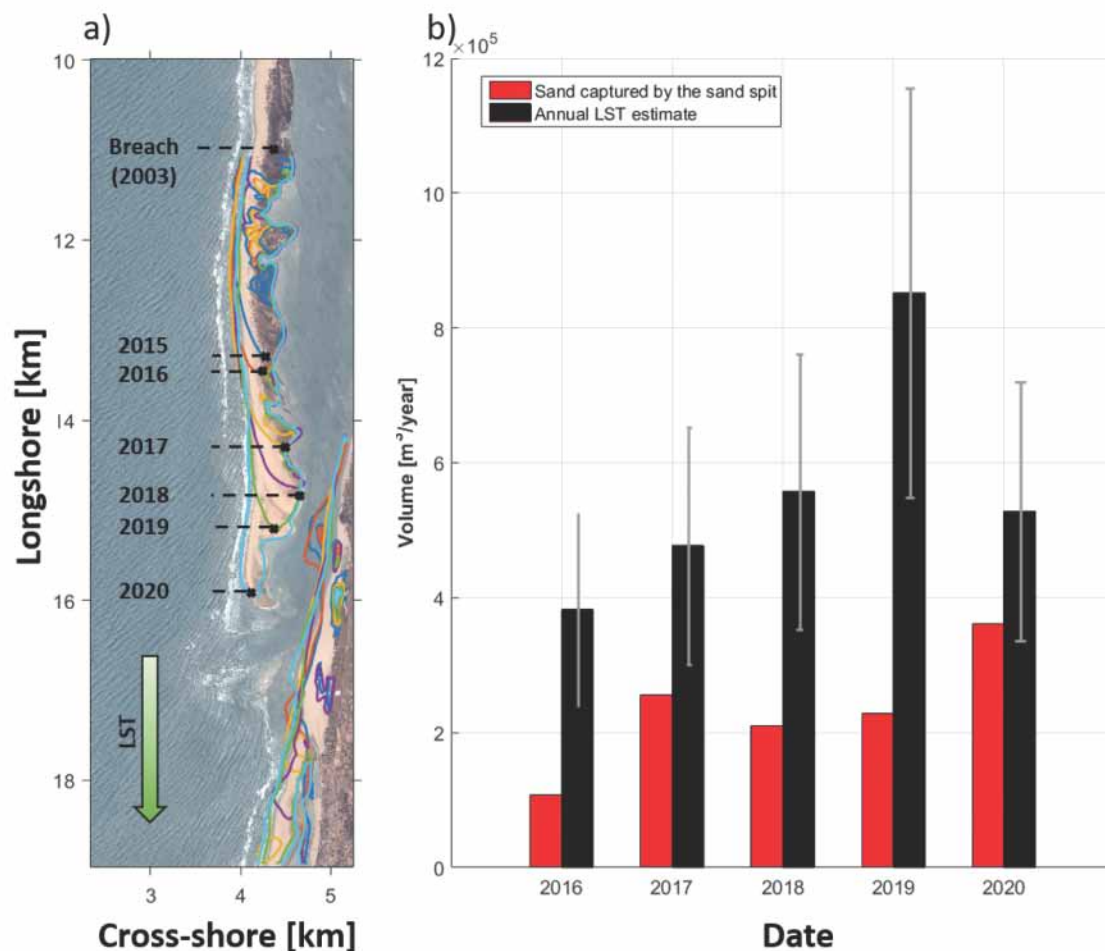 a)
10
12
14
16
18
Longshore [km]
Breach
(2003)
2015
2016
2017
2018
2019
2020
LST
3
4
5
Cross-shore [km]
b)
×10⁵
12
10
8
6
4
2
0
Volume [m³/year]
Sand captured by the sand spit
Annual LST estimate
2016
2017
2018
2019
2020
Date